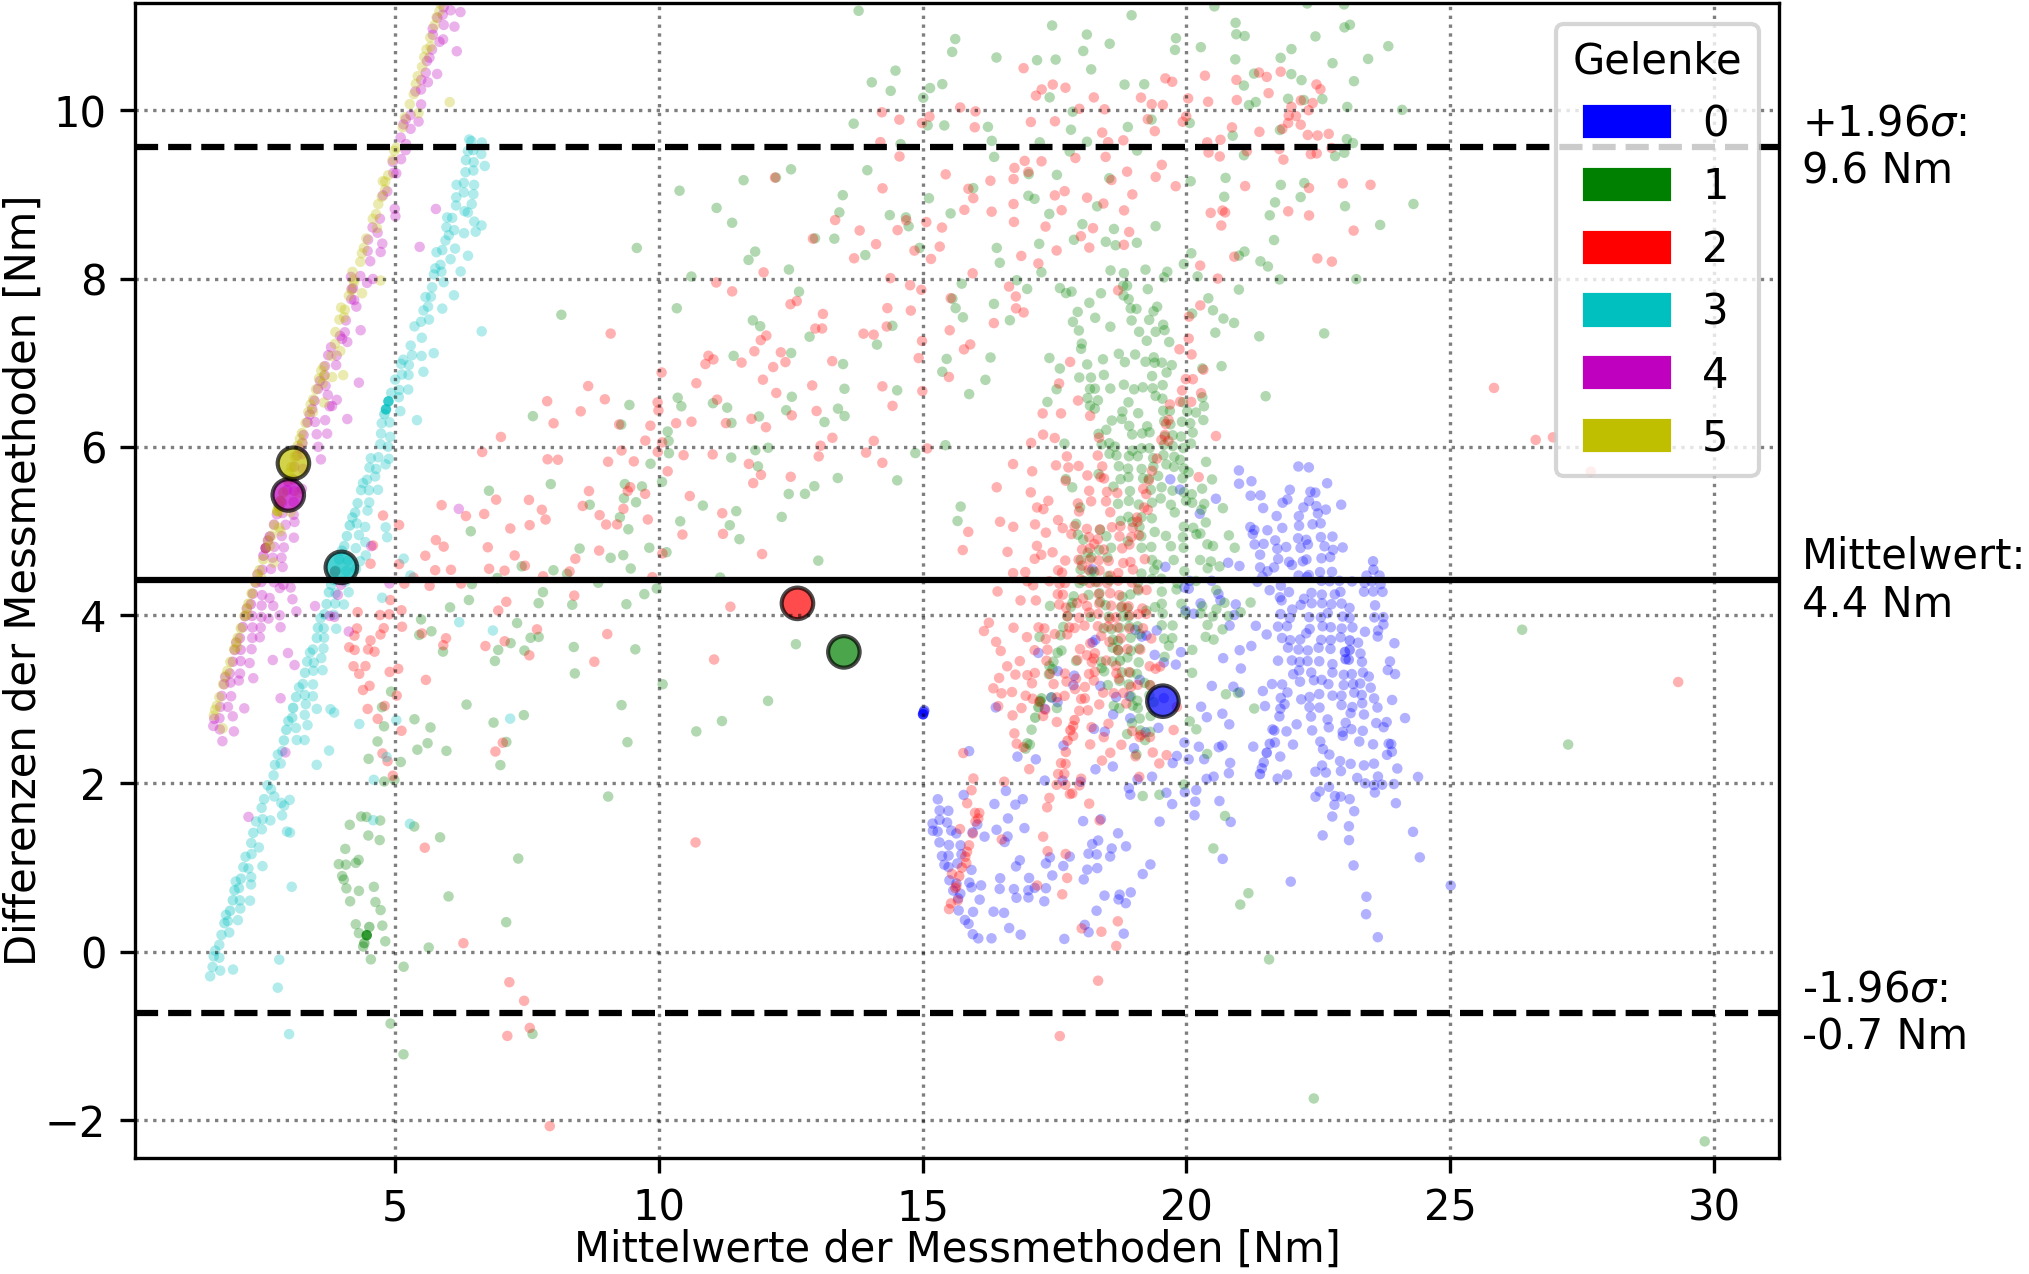 Differenzen der Messmethoden [Nm]
10
8
6
4
2
0
−2
5
10
15
20
25
30
Mittelwerte der Messmethoden [Nm]
Gelenke
0
1
2
3
4
5
+1.96σ:
9.6 Nm
Mittelwert:
4.4 Nm
-1.96σ:
-0.7 Nm